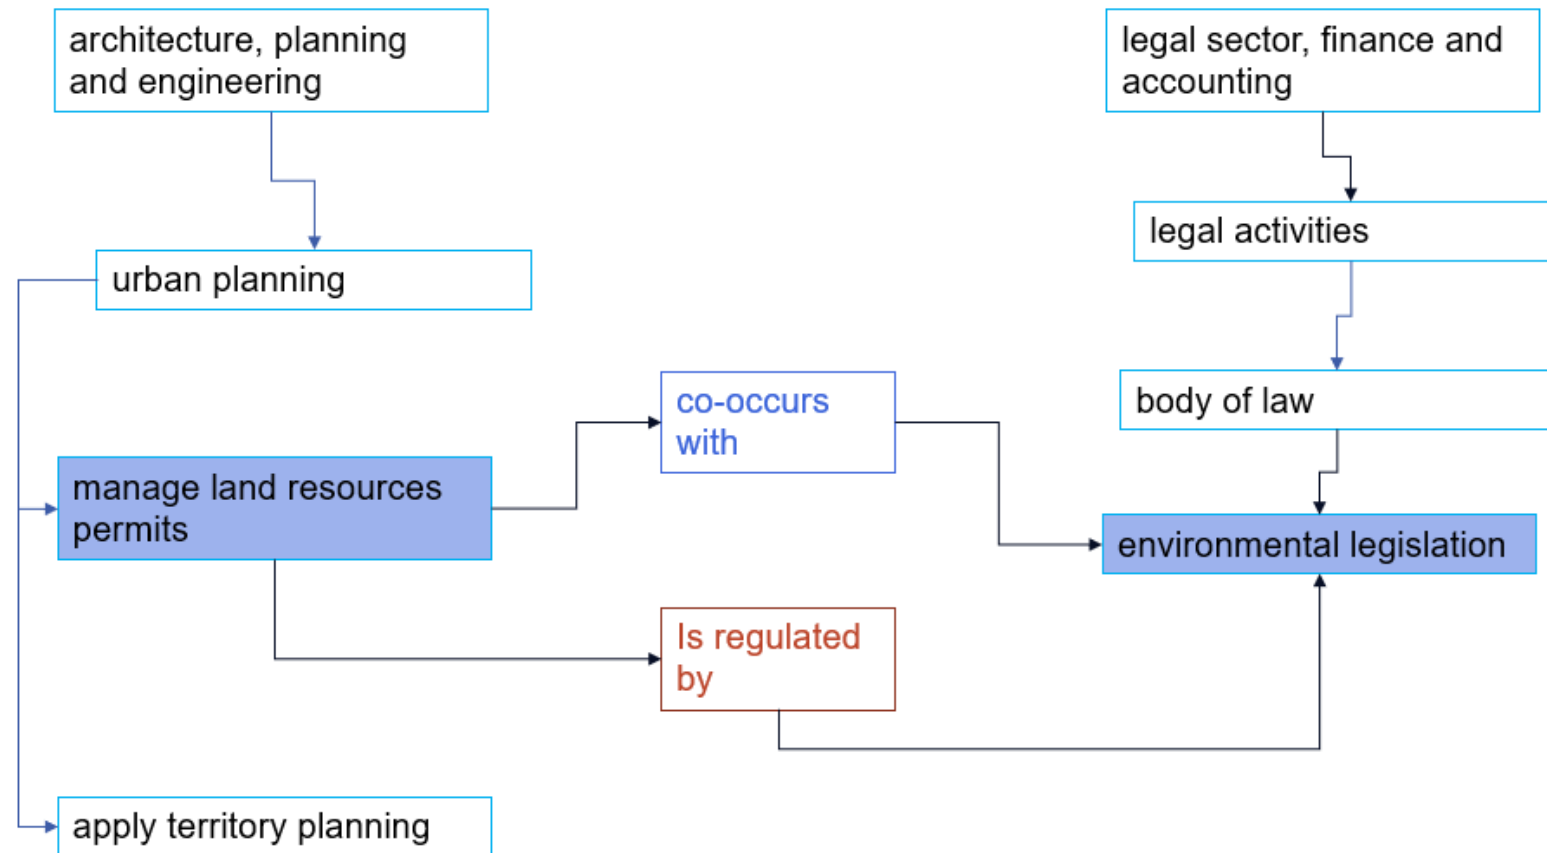 architecture, planning
and engineering
legal sector, finance and
accounting
legal activities
urban planning
co-occurs
with
body of law
manage land resources
permits
environmental legislation
Is regulated
by
apply territory planning